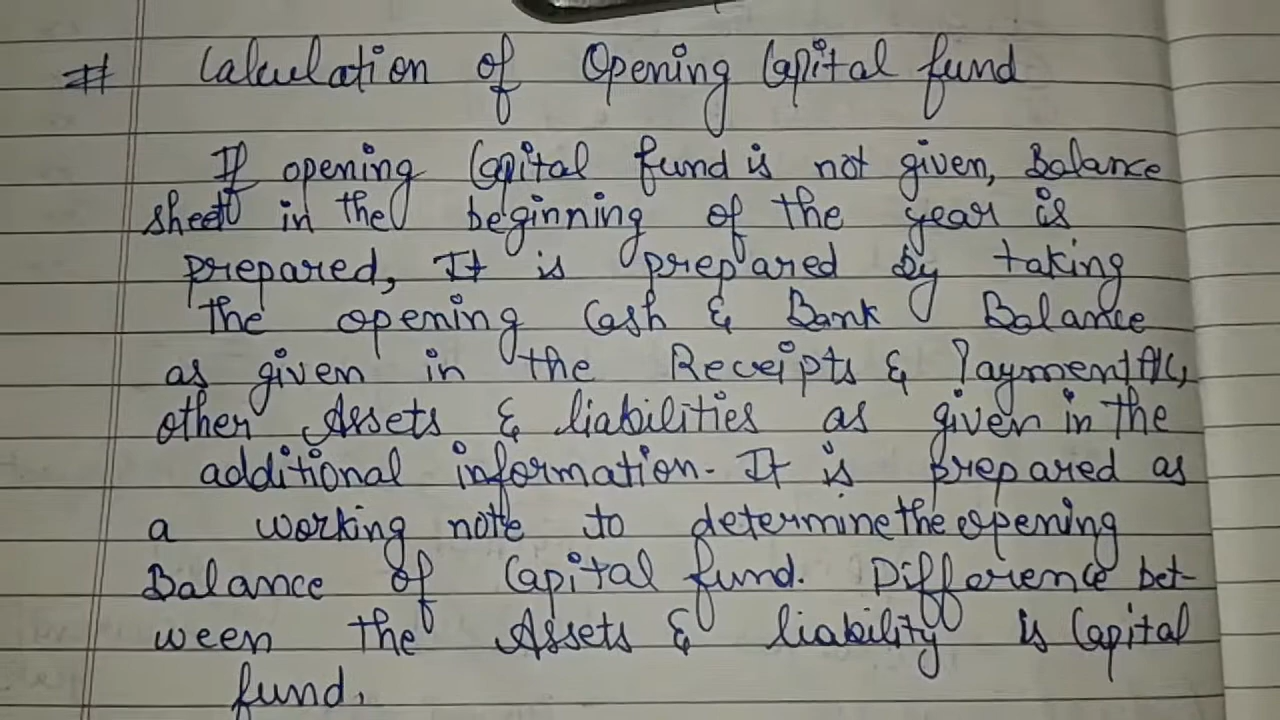 # Calculation of Opening Capital fund
If opening Capital fund is not given, Balance
sheet in the beginning of the year is
prepared, It is prepared by taking
the opening Cash & Bank Balance
as given in the Receipts & Payment A/C,
other Assets & liabilities as given in the
additional information. It is prepared as
a working note to determine the opening
Balance of Capital fund. Difference bet-
ween the Assets & liability is Capital
fund.